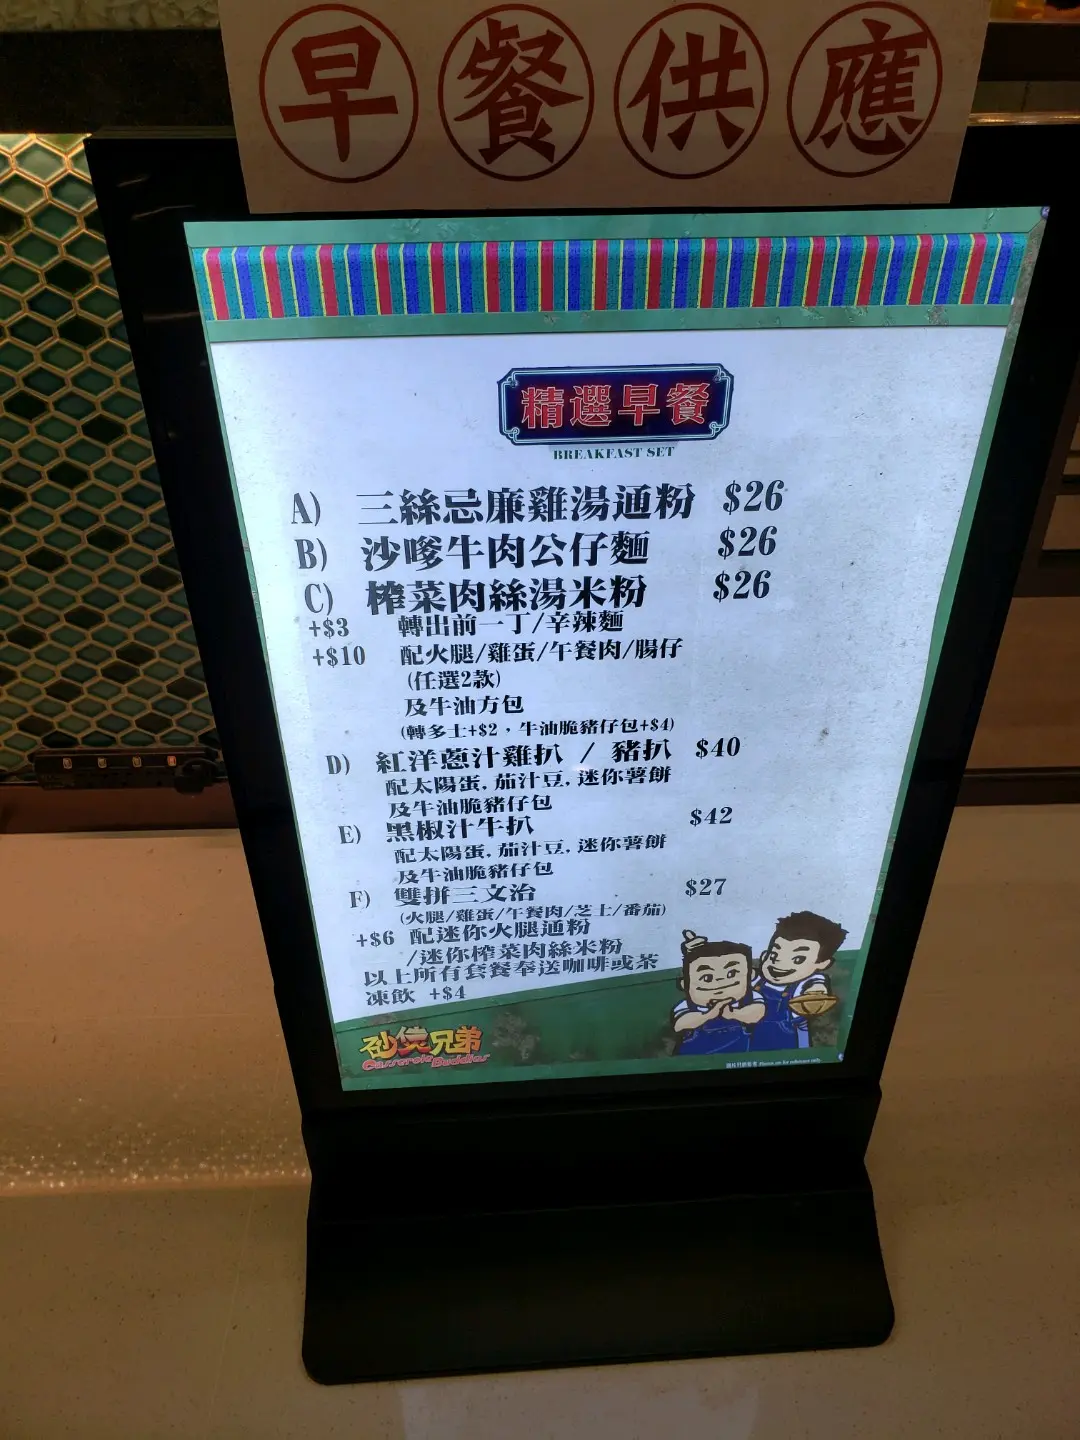 早餐供應
精選早餐
BREAKFAST SET
A) 三絲忌廉雞湯通粉 $26
B) 沙嗲牛肉公仔麵 $26
C) 榨菜肉絲湯米粉 $26
+$3 轉出前一丁/辛辣麵
+$10 配火腿/雞蛋/午餐肉/腸仔
(任選2款)
及牛油方包
(轉多士+$2，牛油脆豬仔包+$4)
D) 紅洋蔥汁雞扒 / 豬扒 $40
配太陽蛋, 茄汁豆, 迷你薯餅
及牛油脆豬仔包
E) 黑椒汁牛扒 $42
配太陽蛋, 茄汁豆, 迷你薯餅
及牛油脆豬仔包
F) 雙拼三文治 $27
(火腿/雞蛋/午餐肉/芝士/番茄)
+$6 配迷你火腿通粉
/迷你榨菜肉絲米粉
以上所有套餐奉送咖啡或茶
凍飲 +$4
砂煲兄弟
Casserole Buddies